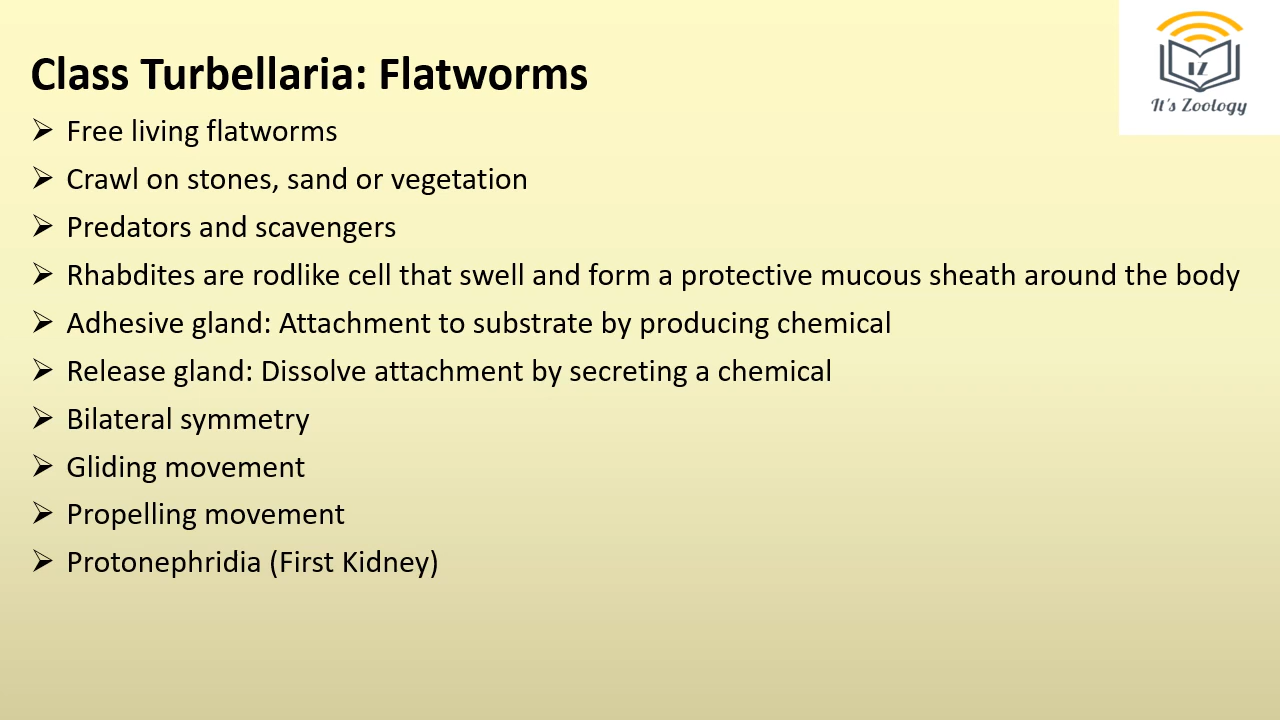 Class Turbellaria: Flatworms
➢ Free living flatworms
➢ Crawl on stones, sand or vegetation
➢ Predators and scavengers
➢ Rhabdites are rodlike cell that swell and form a protective mucous sheath around the body
➢ Adhesive gland: Attachment to substrate by producing chemical
➢ Release gland: Dissolve attachment by secreting a chemical
➢ Bilateral symmetry
➢ Gliding movement
➢ Propelling movement
➢ Protonephridia (First Kidney)
IZ
It's Zoology